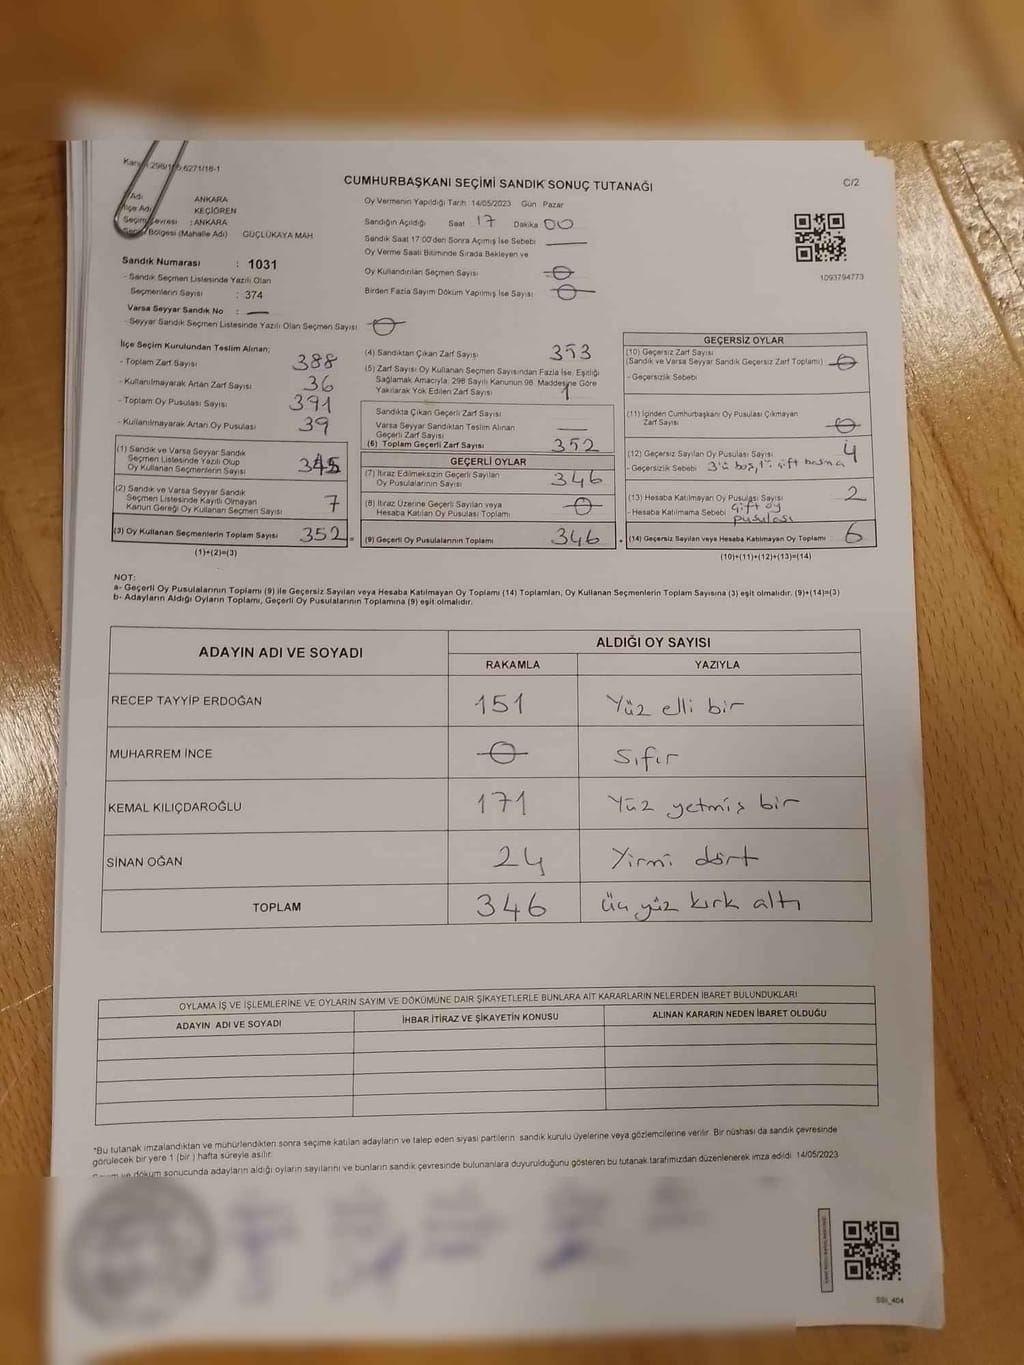 CUMHURBAŞKANI SEÇİMİ SANDIK SONUÇ TUTANAĞI
C/2
ANKARA
İlçe Adı KEÇİÖREN
Seçim Çevresi : ANKARA
Bölgesi (Mahalle Adı) GÜÇLÜKAYA MAH
Sandık Numarası : 1031
- Sandık Seçmen Listesinde Yazılı Olan
Seçmenlerin Sayısı : 374
Varsa Seyyar Sandık No :
- Seyyar Sandık Seçmen Listesinde Yazılı Olan Seçmen Sayısı: 0
Oy Vermenin Yapıldığı Tarih: 14/05/2023 Gün Pazar
Sandığın Açıldığı Saat 17 Dakika 00
Sandık Saat 17:00'den Sonra Açımış İse Sebebi
Oy Verme Saati Bitiminde Sırada Bekleyen ve
Oy Kullandırılan Seçmen Sayısı 0
Birden Fazla Sayım Döküm Yapılmış İse Sayısı 0
1093794773
İlçe Seçim Kurulundan Teslim Alınan;
- Toplam Zarf Sayısı 388
- Kullanılmayarak Artan Zarf Sayısı 36
- Toplam Oy Pusulası Sayısı 391
- Kullanılmayarak Artan Oy Pusulası 39
(1) Sandık ve Varsa Seyyar Sandık
Seçmen Listesinde Yazılı Olup
Oy Kullanan Seçmenlerin Sayısı 345
(2) Sandık ve Varsa Seyyar Sandık
Seçmen Listesinde Kayıtlı Olmayan
Kanun Gereği Oy Kullanan Seçmen Sayısı 7
(3) Oy Kullanan Seçmenlerin Toplam Sayısı 352 =
(1)+(2)=(3)
(4) Sandıktan Çıkan Zarf Sayısı 353
(5) Zarf Sayısı Oy Kullanan Seçmen Sayısından Fazla İse, Eşitliği
Sağlamak Amacıyla; 298 Sayılı Kanunun 98. Maddesine Göre
Yakılarak Yok Edilen Zarf Sayısı 1
Sandıkta Çıkan Geçerli Zarf Sayısı
Varsa Seyyar Sandıktan Teslim Alınan
Geçerli Zarf Sayısı
(6) Toplam Geçerli Zarf Sayısı 352
GEÇERLİ OYLAR
(7) İtiraz Edilmeksizin Geçerli Sayılan
Oy Pusulalarının Sayısı 346
(8) İtiraz Üzerine Geçerli Sayılan veya
Hesaba Katılan Oy Pusulası Toplamı 0
(9) Geçerli Oy Pusulalarının Toplamı 346 +
GEÇERSİZ OYLAR
(10) Geçersiz Zarf Sayısı
(Sandık ve Varsa Seyyar Sandık Geçersiz Zarf Toplamı) 0
- Geçersizlik Sebebi
(11) İçinden Cumhurbaşkanı Oy Pusulası Çıkmayan
Zarf Sayısı 0
(12) Geçersiz Sayılan Oy Pusulası Sayısı 4
- Geçersizlik Sebebi 3'ü boş, 1'i çift basma
(13) Hesaba Katılmayan Oy Pusulası Sayısı 2
- Hesaba Katılmama Sebebi Çift oy
pusulası
(14) Geçersiz Sayılan veya Hesaba Katılmayan Oy Toplamı 6
(10)+(11)+(12)+(13)=(14)
NOT:
a- Geçerli Oy Pusulalarının Toplamı (9) ile Geçersiz Sayılan veya Hesaba Katılmayan Oy Toplamı (14) Toplamları, Oy Kullanan Seçmenlerin Toplam Sayısına (3) eşit olmalıdır. (9)+(14)=(3)
b- Adayların Aldığı Oyların Toplamı, Geçerli Oy Pusulalarının Toplamına (9) eşit olmalıdır.
ADAYIN ADI VE SOYADI ALDIĞI OY SAYISI
RAKAMLA YAZIYLA
RECEP TAYYİP ERDOĞAN 151 Yüz elli bir
MUHARREM İNCE 0 Sıfır
KEMAL KILIÇDAROĞLU 171 Yüz yetmiş bir
SİNAN OĞAN 24 Yirmi dört
TOPLAM 346 üç yüz kırk altı
OYLAMA İŞ VE İŞLEMLERİNE VE OYLARIN SAYIM VE DÖKÜMÜNE DAİR ŞİKAYETLERLE BUNLARA AİT KARARLARIN NELERDEN İBARET BULUNDUKLARI
ADAYIN ADI VE SOYADI İHBAR İTİRAZ VE ŞİKAYETİN KONUSU ALINAN KARARIN NEDEN İBARET OLDUĞU
"Bu tutanak imzalandıktan ve mühürlendikten sonra seçime katılan adayların ve talep eden siyasi partilerin sandık kurulu üyelerine veya gözlemcilerine verilir. Bir nüshası da sandık çevresinde
görülecek bir yere 1 (bir) hafta süreyle asılır.
ve döküm sonucunda adayların aldığı oyların sayılarını ve bunların sandık çevresinde bulunanlara duyurulduğunu gösteren bu tutanak tarafımızdan düzenlenerek imza edildi. 14/05/2023
SSI_404